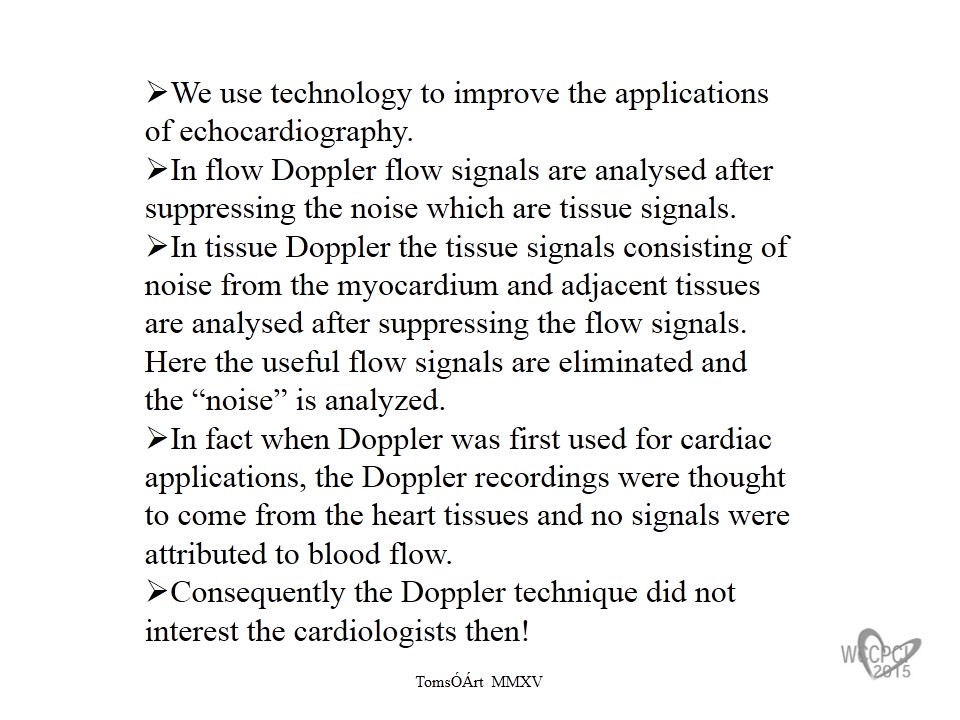 ➢We use technology to improve the applications
of echocardiography.
➢In flow Doppler flow signals are analysed after
suppressing the noise which are tissue signals.
➢In tissue Doppler the tissue signals consisting of
noise from the myocardium and adjacent tissues
are analysed after suppressing the flow signals.
Here the useful flow signals are eliminated and
the “noise” is analyzed.
➢In fact when Doppler was first used for cardiac
applications, the Doppler recordings were thought
to come from the heart tissues and no signals were
attributed to blood flow.
➢Consequently the Doppler technique did not
interest the cardiologists then!
TomsÓÁrt MMXV
WCCPCI
2015